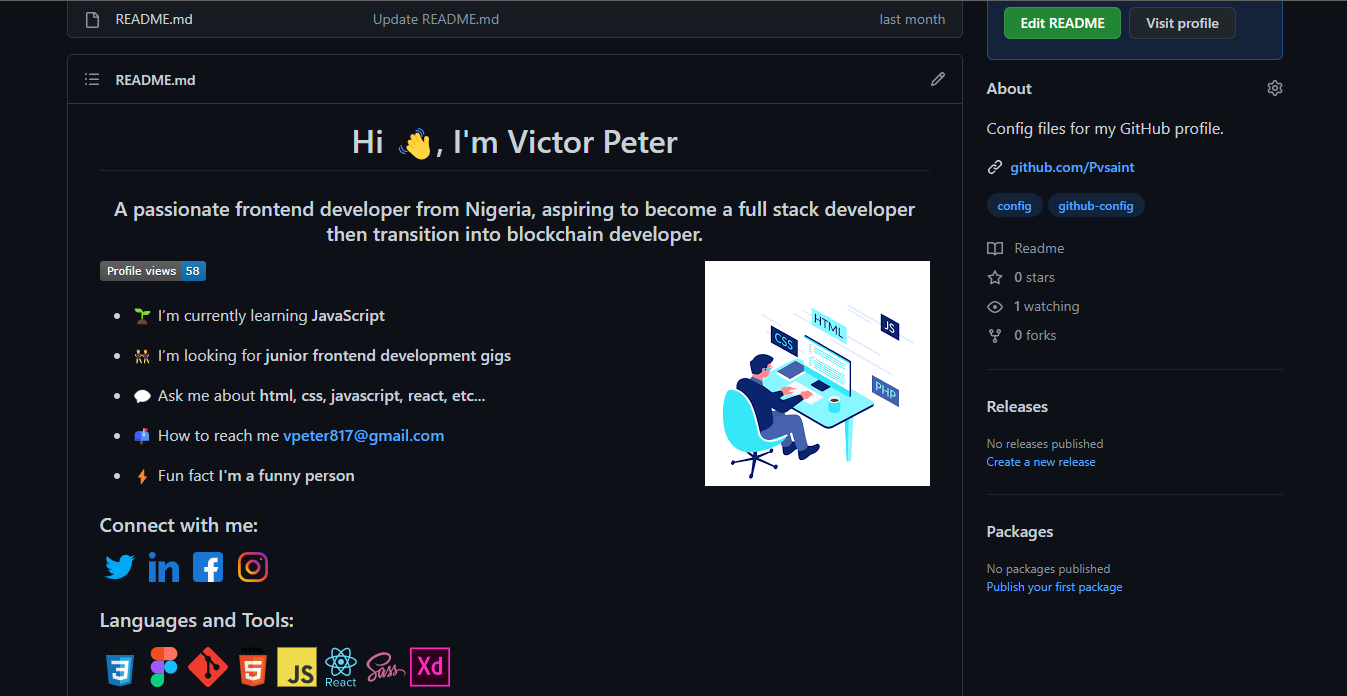 README.md Update README.md last month
Edit README Visit profile
README.md
Hi 👋, I'm Victor Peter
A passionate frontend developer from Nigeria, aspiring to become a full stack developer
then transition into blockchain developer.
Profile views 58
🌱 I’m currently learning JavaScript
👯 I’m looking for junior frontend development gigs
💬 Ask me about html, css, javascript, react, etc...
📫 How to reach me vpeter817@gmail.com
⚡ Fun fact I'm a funny person
CSS
HTML
JS
PHP
Connect with me:
in
Languages and Tools:
3
HTML
5
JS
React
Sass
Xd
About
Config files for my GitHub profile.
github.com/Pvsaint
config github-config
Readme
0 stars
1 watching
0 forks
Releases
No releases published
Create a new release
Packages
No packages published
Publish your first package